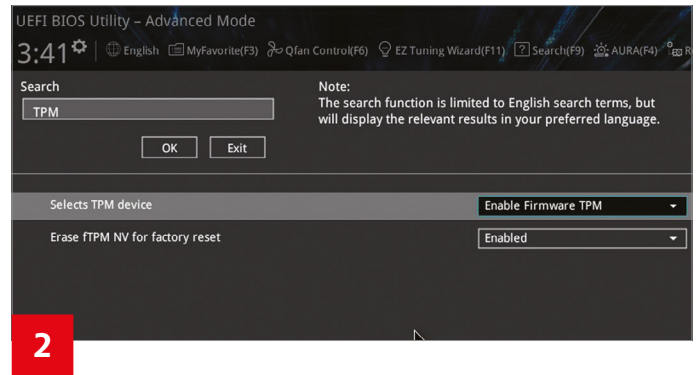 UEFI BIOS Utility – Advanced Mode
3:41 English MyFavorite(F3) Qfan Control(F6) EZ Tuning Wizard(F11) ? Search(F9) AURA(F4)
Search
TPM
OK Exit
Note:
The search function is limited to English search terms, but
will display the relevant results in your preferred language.
Selects TPM device Enable Firmware TPM
Erase fTPM NV for factory reset Enabled
2